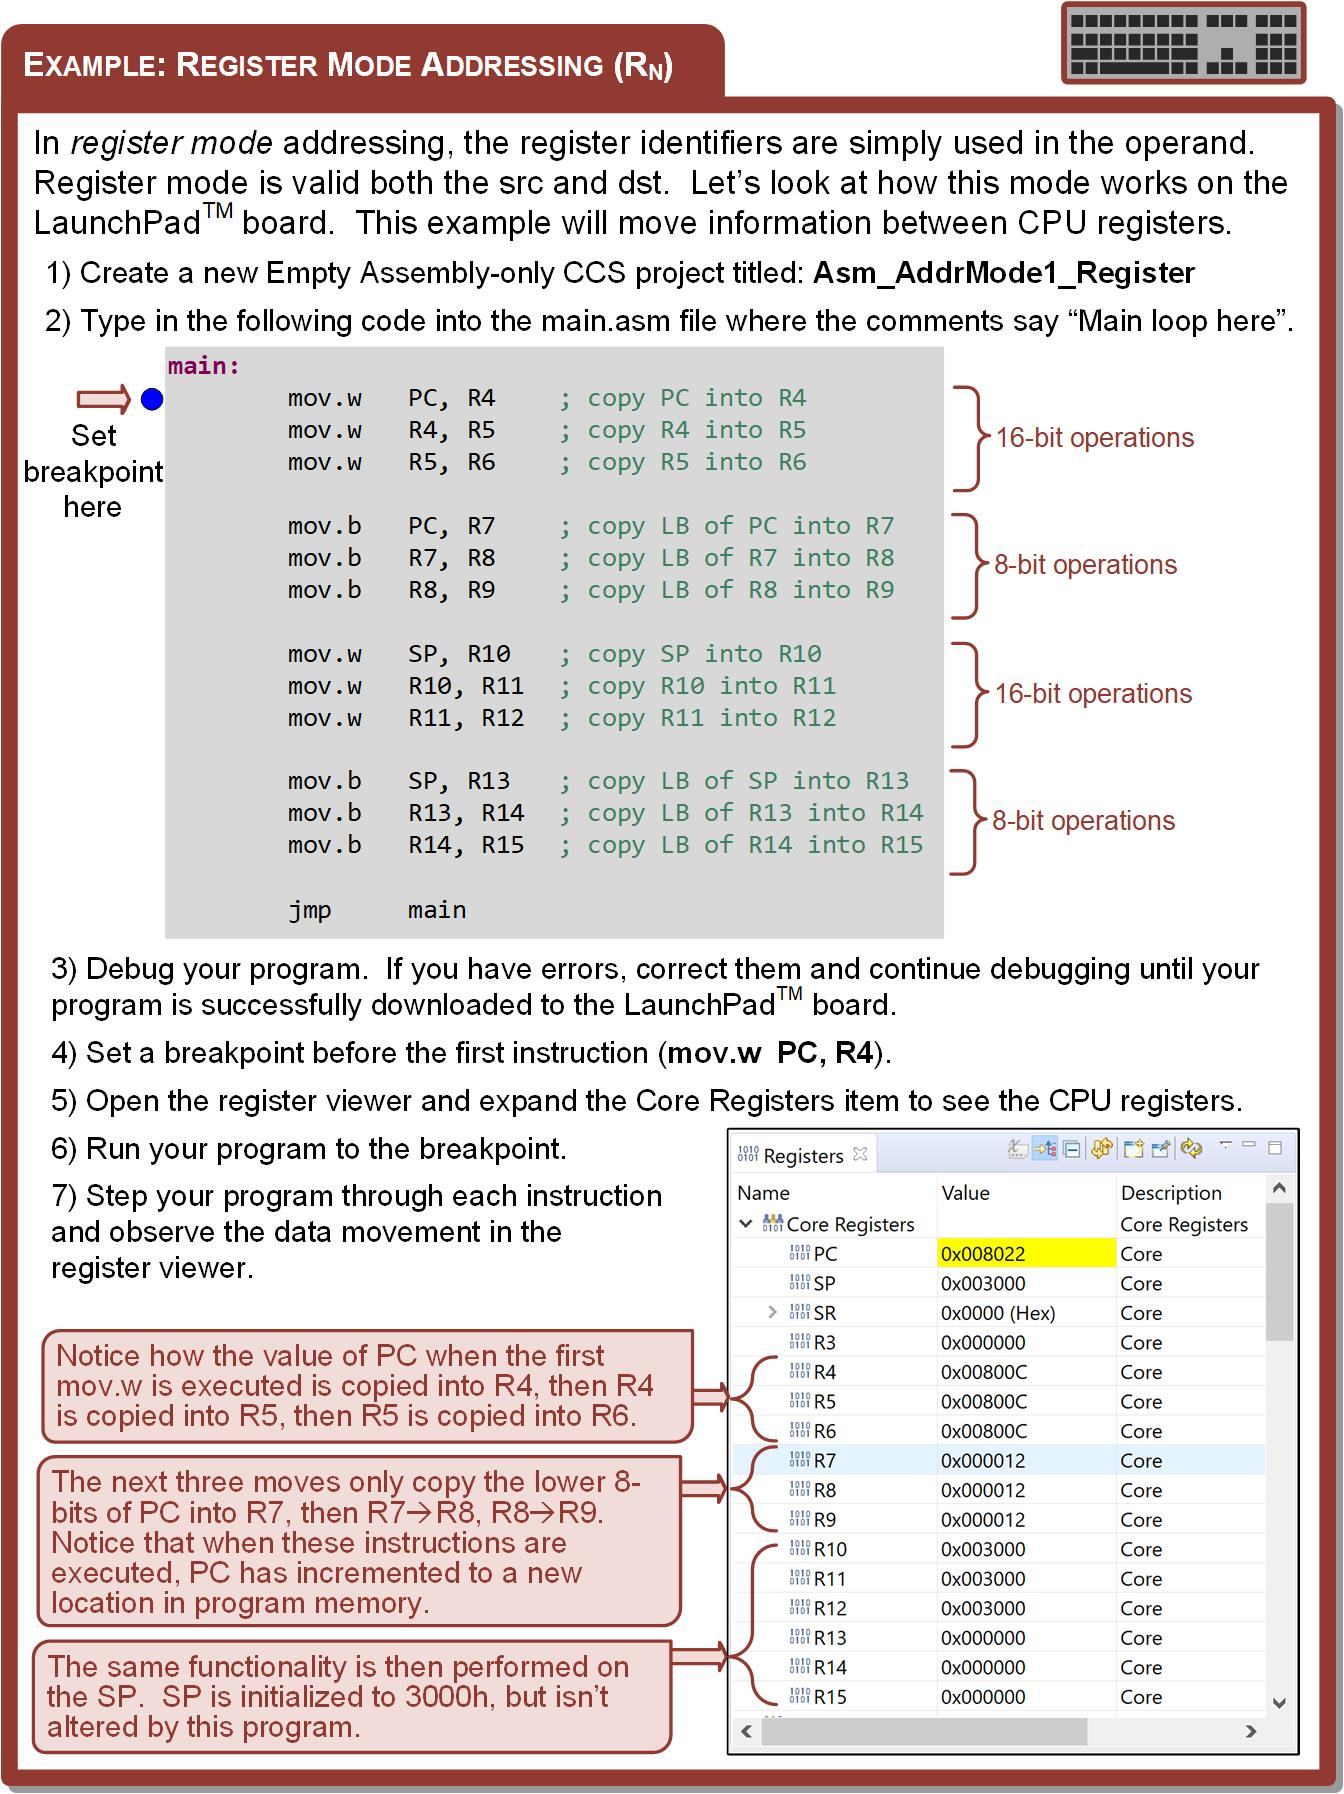 EXAMPLE: REGISTER MODE ADDRESSING (RN)
In register mode addressing, the register identifiers are simply used in the operand.
Register mode is valid both the src and dst.  Let's look at how this mode works on the
LaunchPad™ board.  This example will move information between CPU registers.
1) Create a new Empty Assembly-only CCS project titled: Asm_AddrMode1_Register
2) Type in the following code into the main.asm file where the comments say “Main loop here”.
main:
mov.w   PC, R4    ; copy PC into R4
mov.w   R4, R5    ; copy R4 into R5
mov.w   R5, R6    ; copy R5 into R6
16-bit operations
Set
breakpoint
here
mov.b   PC, R7    ; copy LB of PC into R7
mov.b   R7, R8    ; copy LB of R7 into R8
mov.b   R8, R9    ; copy LB of R8 into R9
8-bit operations
mov.w   SP, R10   ; copy SP into R10
mov.w   R10, R11  ; copy R10 into R11
mov.w   R11, R12  ; copy R11 into R12
16-bit operations
mov.b   SP, R13   ; copy LB of SP into R13
mov.b   R13, R14  ; copy LB of R13 into R14
mov.b   R14, R15  ; copy LB of R14 into R15
8-bit operations
jmp     main
3) Debug your program.  If you have errors, correct them and continue debugging until your
program is successfully downloaded to the LaunchPad™ board.
4) Set a breakpoint before the first instruction (mov.w  PC, R4).
5) Open the register viewer and expand the Core Registers item to see the CPU registers.
6) Run your program to the breakpoint.
7) Step your program through each instruction
and observe the data movement in the
register viewer.
Notice how the value of PC when the first
mov.w is executed is copied into R4, then R4
is copied into R5, then R5 is copied into R6.
The next three moves only copy the lower 8-
bits of PC into R7, then R7→R8, R8→R9.
Notice that when these instructions are
executed, PC has incremented to a new
location in program memory.
The same functionality is then performed on
the SP.  SP is initialized to 3000h, but isn't
altered by this program.
Registers
Name Value Description
Core Registers Core Registers
PC 0x008022 Core
SP 0x003000 Core
SR 0x0000 (Hex) Core
R3 0x000000 Core
R4 0x00800C Core
R5 0x00800C Core
R6 0x00800C Core
R7 0x000012 Core
R8 0x000012 Core
R9 0x000012 Core
R10 0x003000 Core
R11 0x003000 Core
R12 0x003000 Core
R13 0x000000 Core
R14 0x000000 Core
R15 0x000000 Core